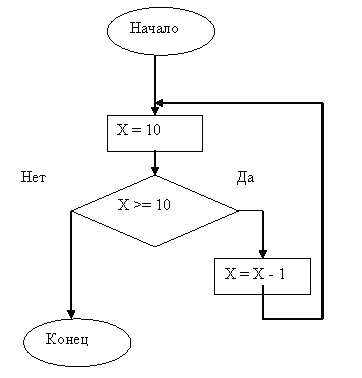 Начало
X = 10
Нет
Да
X >= 10
X = X - 1
Конец